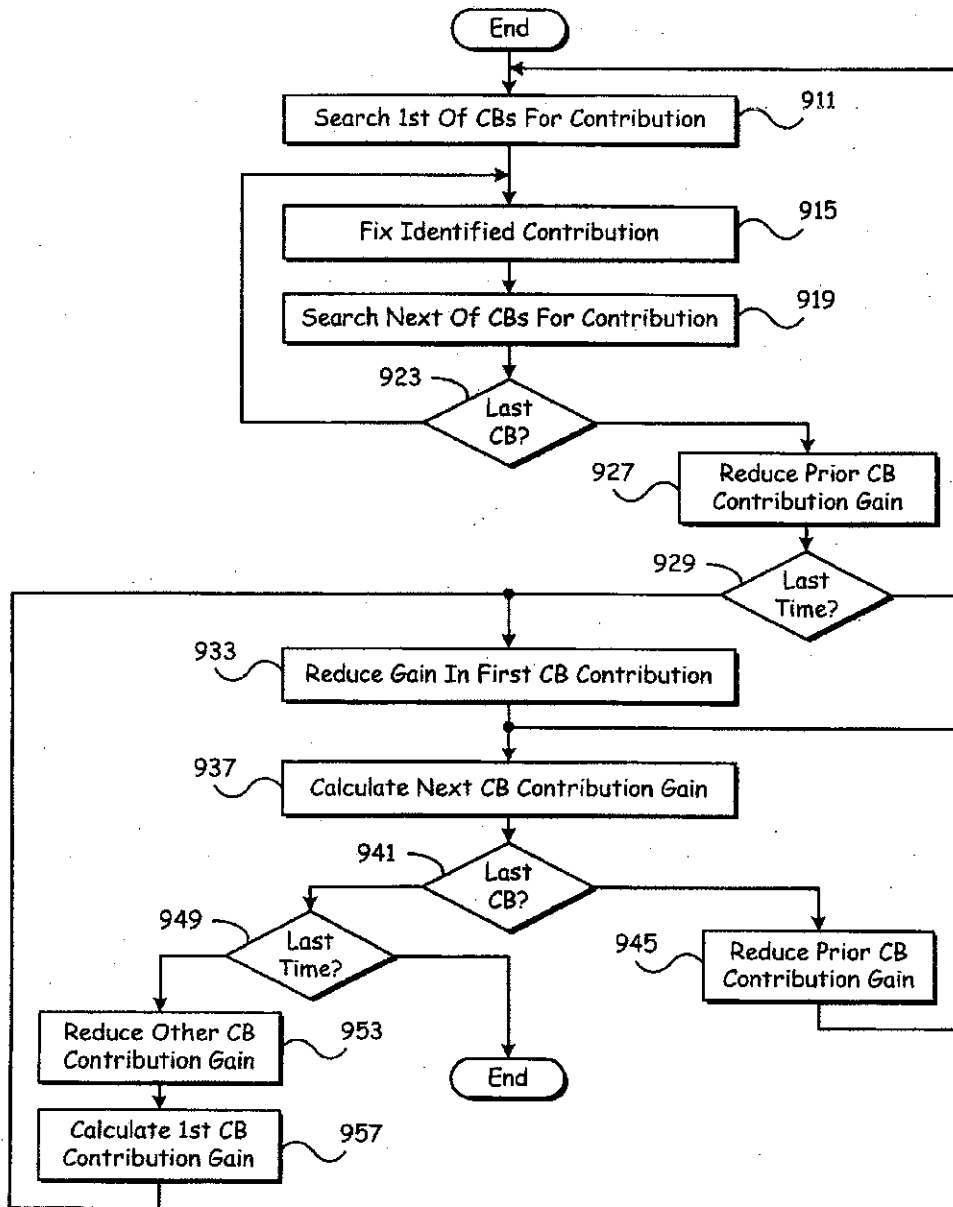 End
Search 1st Of CBs For Contribution
911
Fix Identified Contribution
915
Search Next Of CBs For Contribution
919
923
Last
CB?
927
Reduce Prior CB
Contribution Gain
929
Last
Time?
933
Reduce Gain In First CB Contribution
937
Calculate Next CB Contribution Gain
941
Last
CB?
949
Last
Time?
945
Reduce Prior CB
Contribution Gain
Reduce Other CB
Contribution Gain
953
End
Calculate 1st CB
Contribution Gain
957